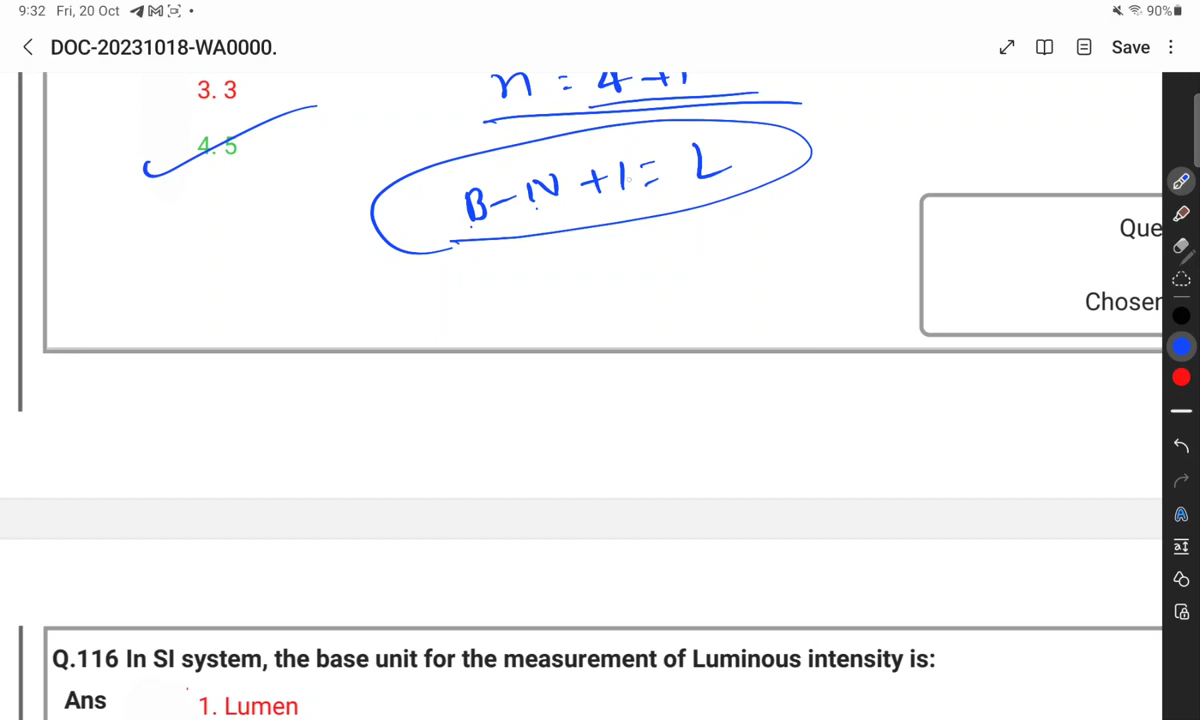 9:32 Fri, 20 Oct 90%
DOC-20231018-WA0000.
Save
3. 3
n = 4+1
4. 5
B-N+1= L
Que
Chosen
Q.116 In SI system, the base unit for the measurement of Luminous intensity is:
Ans
1. Lumen